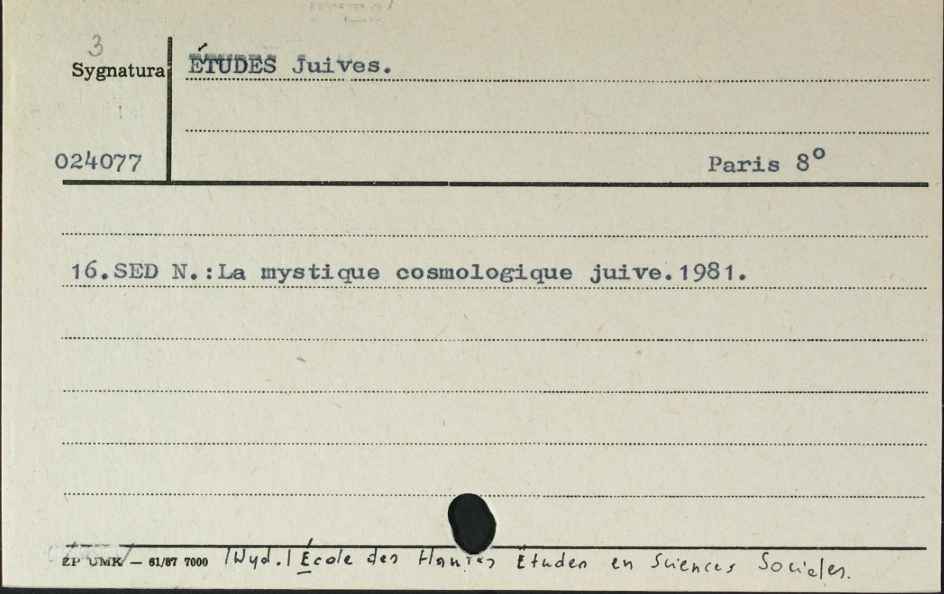 3
Sygnatura ÉTUDES Juives.
024077 Paris 8°
16.SED N.:La mystique cosmologique juive.1981.
ZP UMK — 61/87 7000 /Wyd./ École des Hautes Études en Sciences Sociales.